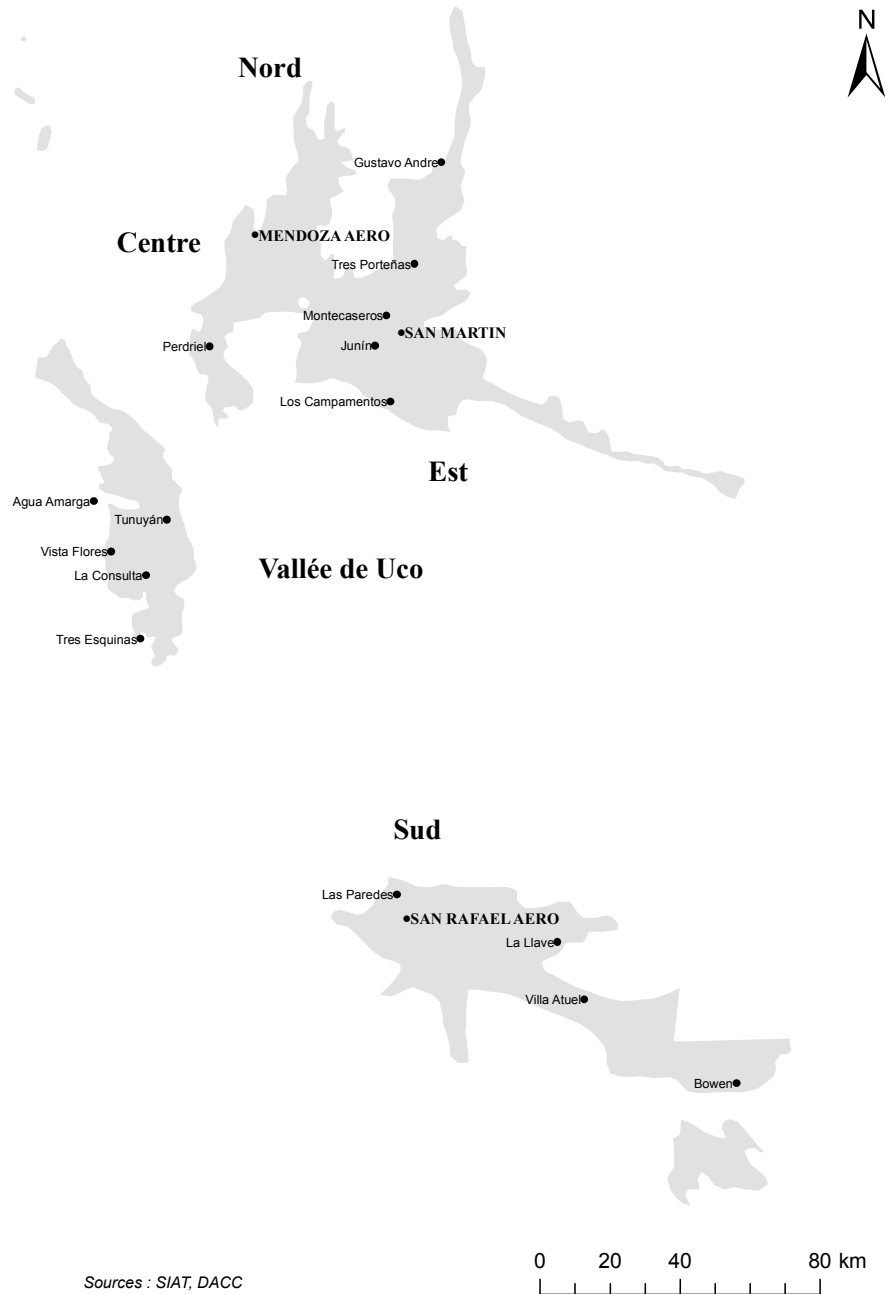 N
Nord
Gustavo Andre
Centre
MENDOZA AERO
Tres Porteñas
Montecaseros
SAN MARTIN
Perdriel
Junín
Los Campamentos
Est
Agua Amarga
Tunuyán
Vista Flores
Vallée de Uco
La Consulta
Tres Esquinas
Sud
Las Paredes
SAN RAFAEL AERO
La Llave
Villa Atuel
Bowen
0 20 40 80 km
Sources : SIAT, DACC